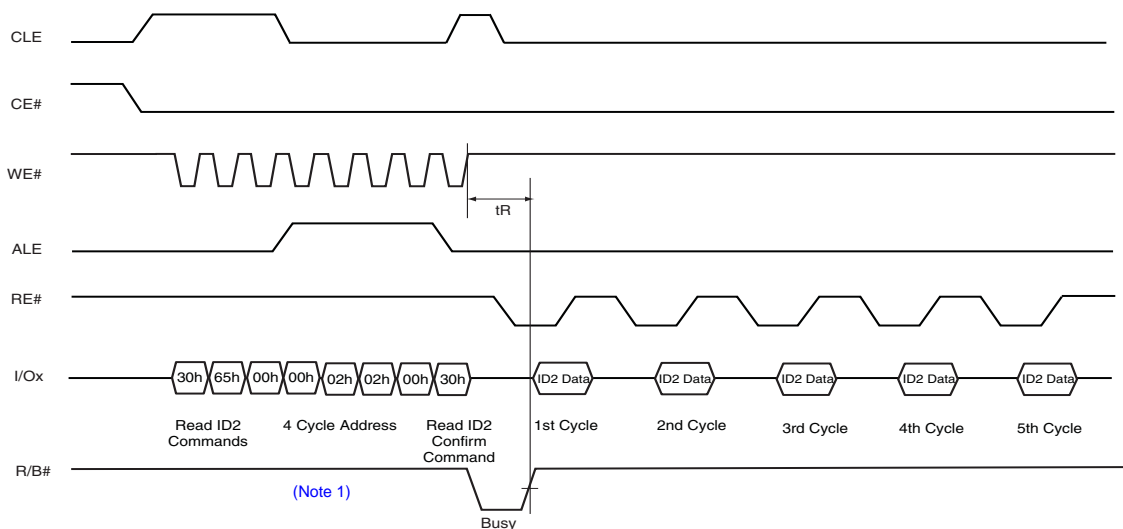 CLE
CE#
WE#
tR
ALE
RE#
I/Ox
30h 65h 00h 00h 02h 02h 00h 30h ID2 Data ID2 Data ID2 Data ID2 Data ID2 Data
Read ID2
Commands
4 Cycle Address
Read ID2
Confirm
Command
1st Cycle
2nd Cycle
3rd Cycle
4th Cycle
5th Cycle
R/B#
(Note 1)
Busy